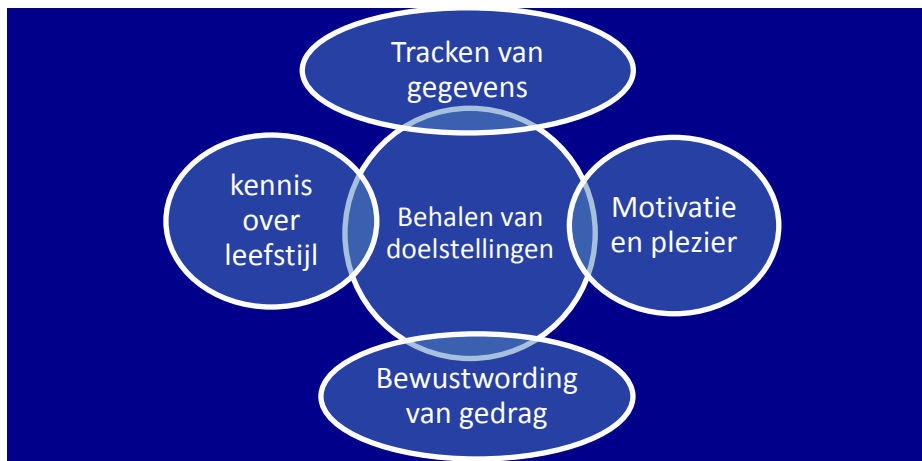 Tracken van
gegevens
kennis
over
leefstijl
Behalen van
doelstellingen
Motivatie
en plezier
Bewustwording
van gedrag